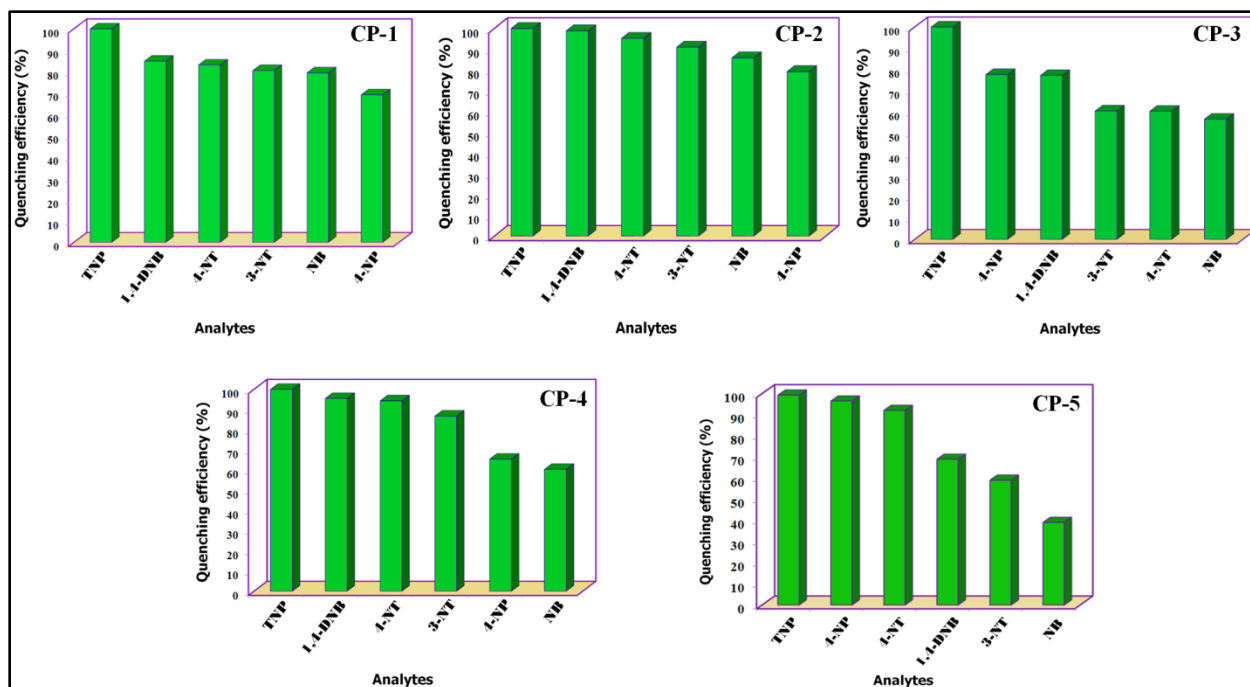 CP-1
Quenching efficiency (%)
100
90
80
70
60
50
40
30
20
10
0
TNP
1,4-DNB
4-NT
3-NT
NB
4-NP
Analytes
CP-2
Quenching efficiency (%)
100
90
80
70
60
50
40
30
20
10
0
TNP
1,4-DNB
4-NT
3-NT
NB
4-NP
Analytes
CP-3
Quenching efficiency (%)
100
90
80
70
60
50
40
30
20
10
0
TNP
4-NP
1,4-DNB
3-NT
4-NT
NB
Analytes
CP-4
Quenching efficiency (%)
100
90
80
70
60
50
40
30
20
10
0
TNP
1,4-DNB
4-NT
3-NT
4-NP
NB
Analytes
CP-5
Quenching efficiency (%)
100
90
80
70
60
50
40
30
20
10
0
TNP
4-NP
4-NT
1,4-DNB
3-NT
NB
Analytes